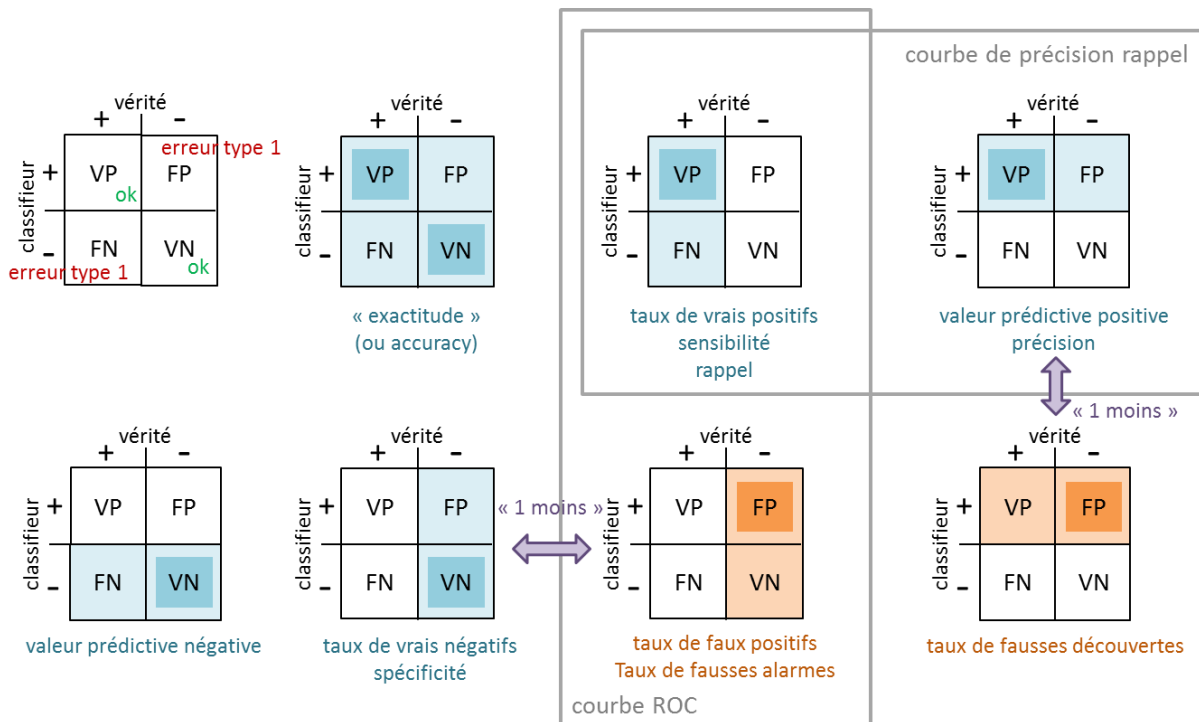 courbe de précision rappel
vérité
+ -
classifieur
+ VP FP
erreur type 1
ok
- FN VN
erreur type 1
ok
vérité
+ -
classifieur
+ VP FP
- FN VN
« exactitude »
(ou accuracy)
vérité
+ -
classifieur
+ VP FP
- FN VN
taux de vrais positifs
sensibilité
rappel
vérité
+ -
classifieur
+ VP FP
- FN VN
valeur prédictive positive
précision
« 1 moins »
vérité
+ -
classifieur
+ VP FP
- FN VN
valeur prédictive négative
vérité
+ -
classifieur
+ VP FP
- FN VN
taux de vrais négatifs
spécificité
« 1 moins »
vérité
+ -
classifieur
+ VP FP
- FN VN
taux de faux positifs
Taux de fausses alarmes
vérité
+ -
classifieur
+ VP FP
- FN VN
taux de fausses découvertes
courbe ROC